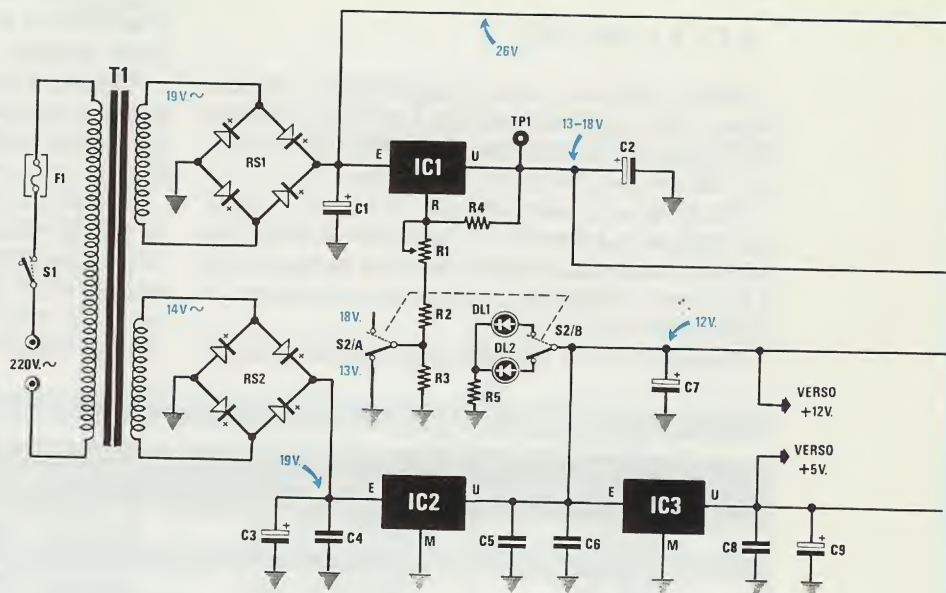 26V
T1
19V.~
RS1
F1
S1
220V.~
E
IC1
U
R
TP1
13-18V
C2
+
C1
+
R4
R1
14V~
RS2
18V.
S2/A
13V.
R2
R3
DL1
DL2
S2/B
R5
12V.
C7
+
VERSO
+12V.
VERSO
+5V.
19V.
E
IC2
U
M
C3
+
C4
C5
C6
E
IC3
U
M
C8
C9
+